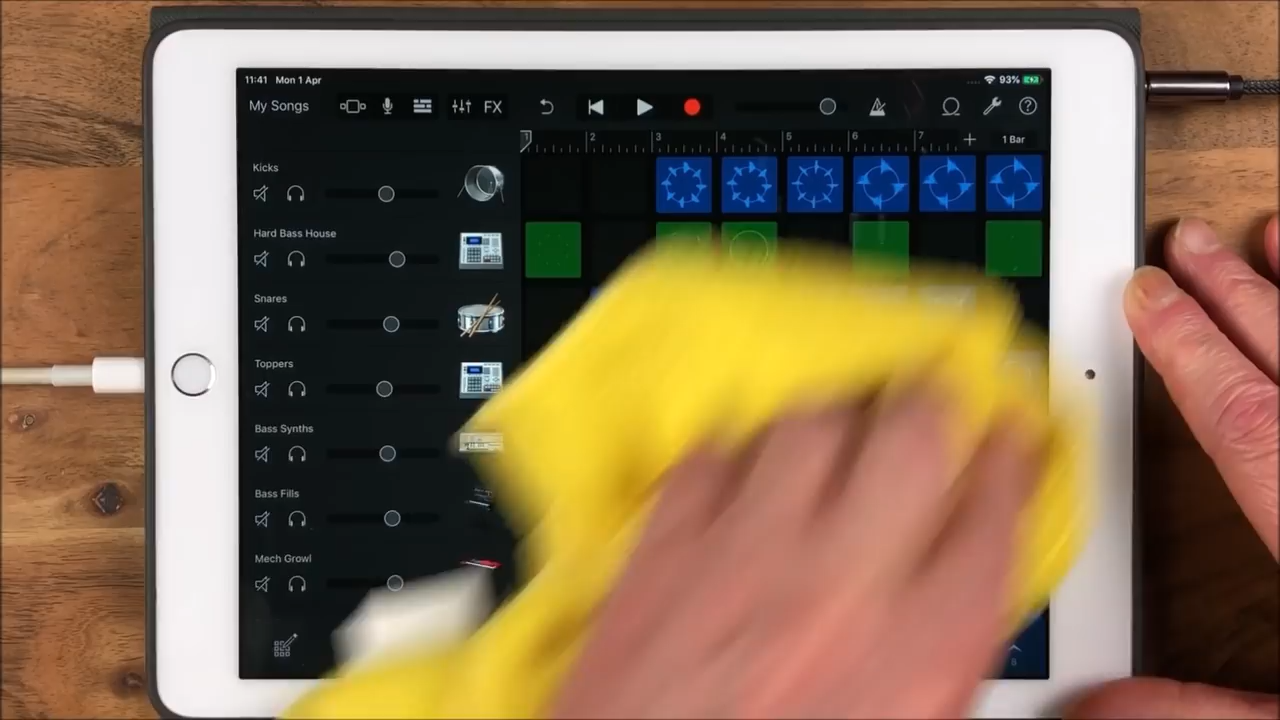 11:41 Mon 1 Apr 93%
My Songs FX
1 2 3 4 5 6 7 + 1 Bar
Kicks
Hard Bass House
Snares
Toppers
Bass Synths
Bass Fills
Mech Growl
8